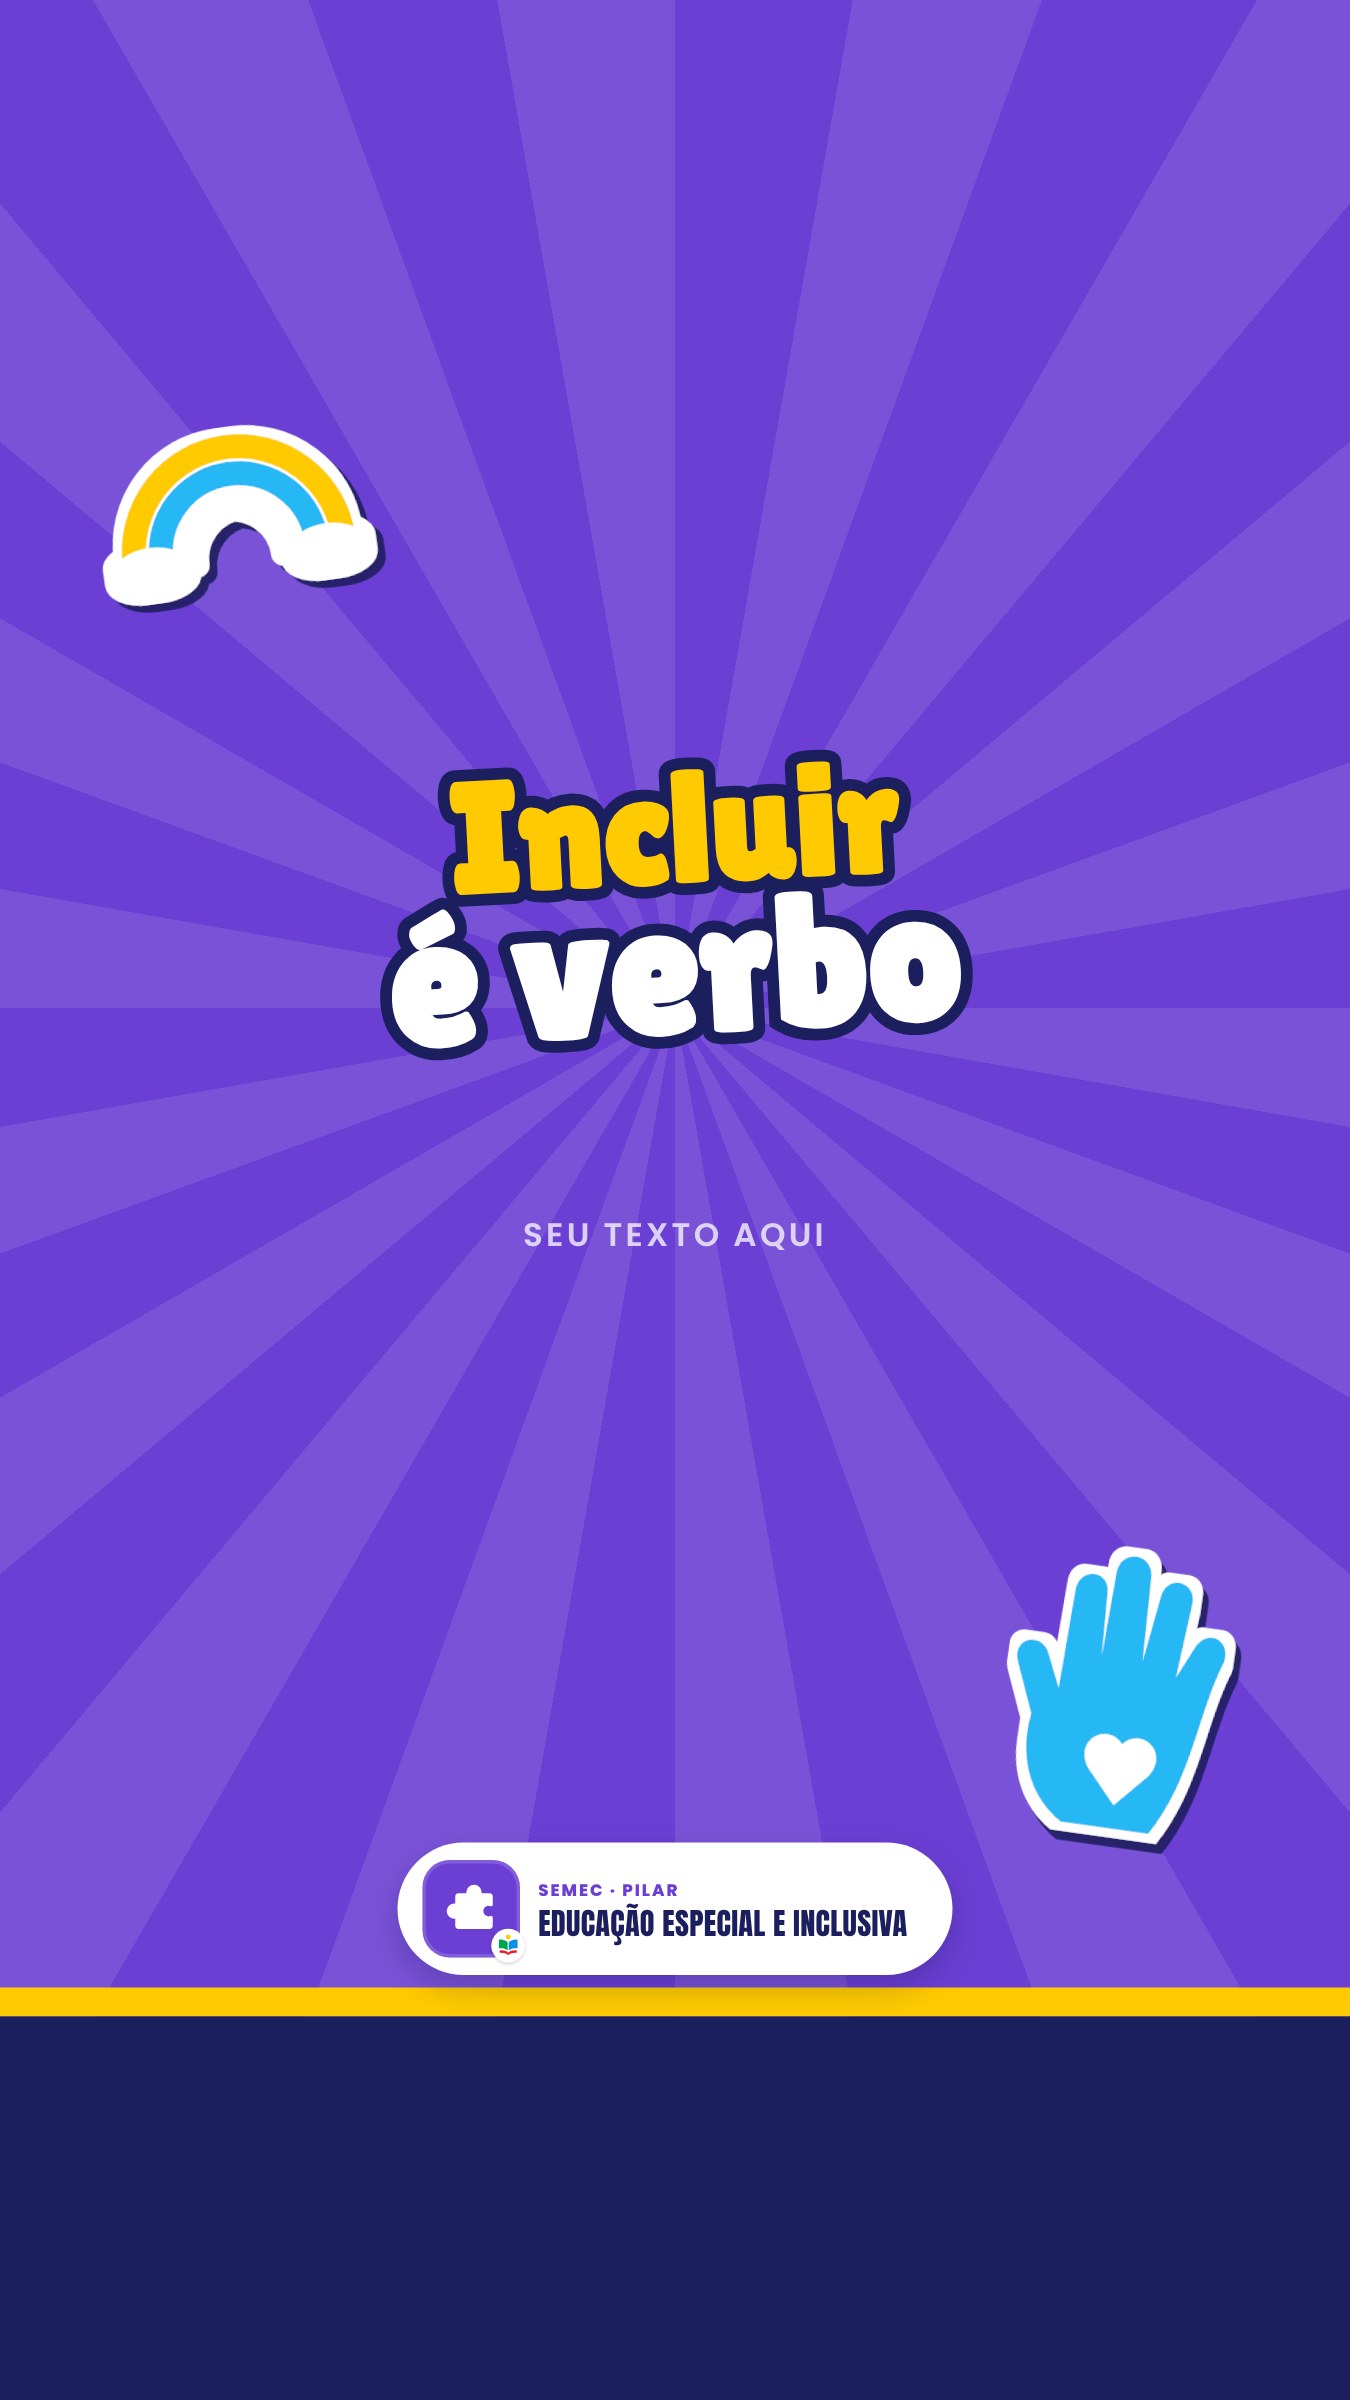 Incluir
é verbo
SEU TEXTO AQUI
SEMEC · PILAR
EDUCAÇÃO ESPECIAL E INCLUSIVA